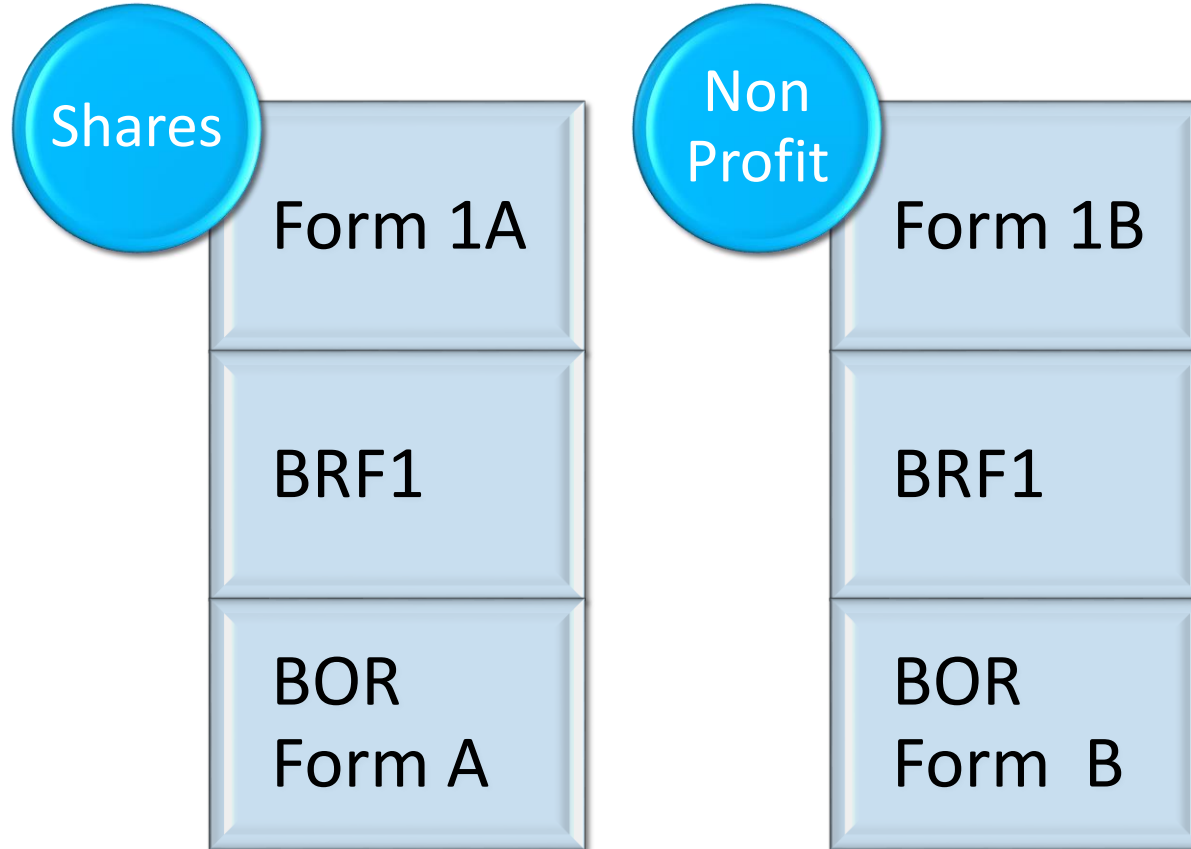 Shares
Form 1A
BRF1
BOR
Form A
Non
Profit
Form 1B
BRF1
BOR
Form  B